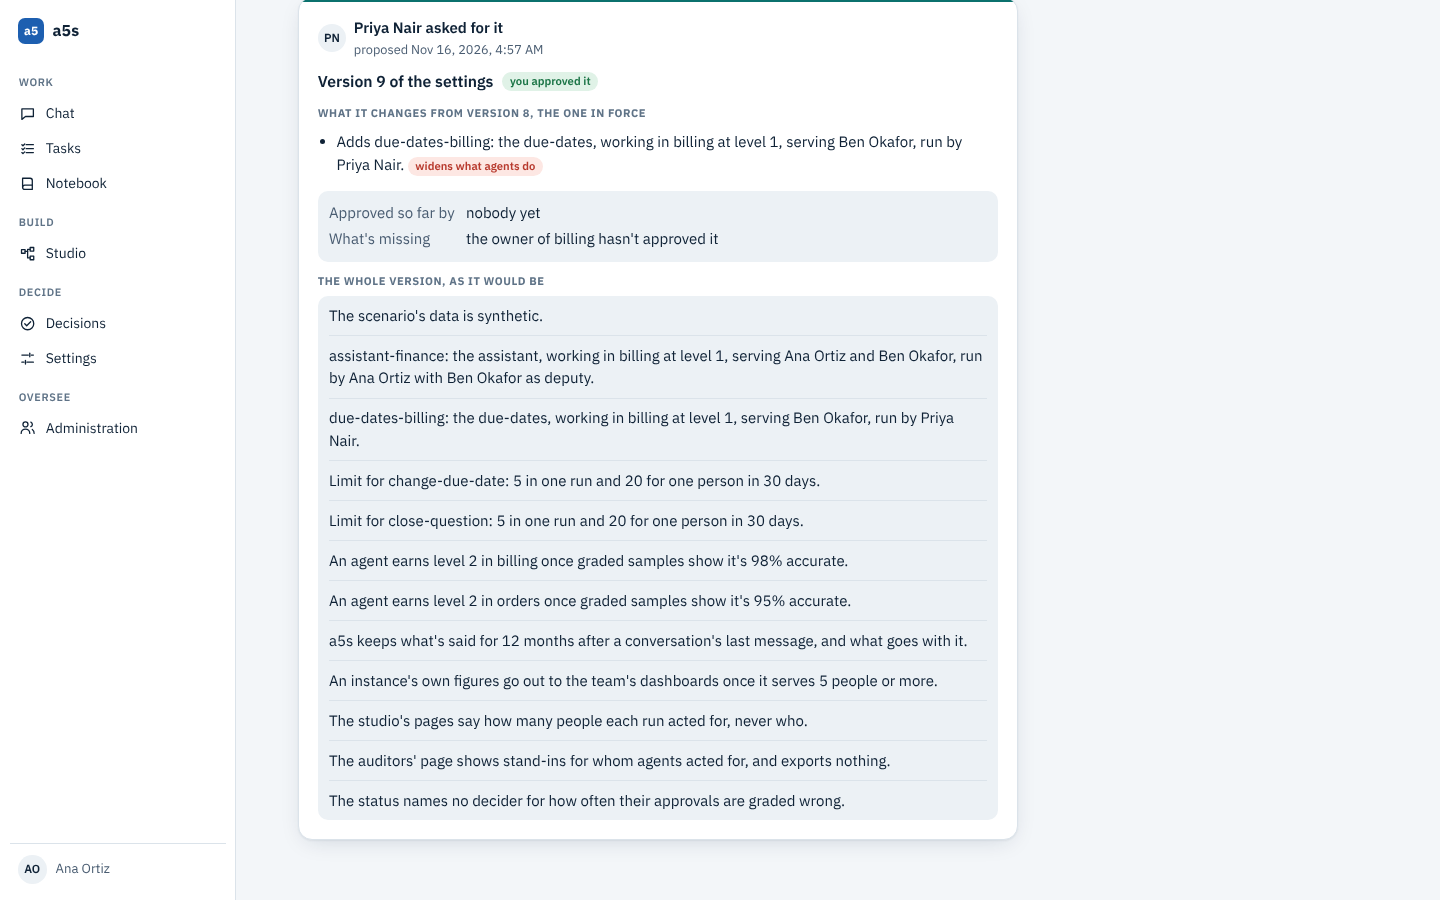 a5 a5s
WORK
Chat
Tasks
Notebook
BUILD
Studio
DECIDE
Decisions
Settings
OVERSEE
Administration
AO Ana Ortiz
PN Priya Nair asked for it
proposed Nov 16, 2026, 4:57 AM
Version 9 of the settings you approved it
WHAT IT CHANGES FROM VERSION 8, THE ONE IN FORCE
• Adds due-dates-billing: the due-dates, working in billing at level 1, serving Ben Okafor, run by
Priya Nair. widens what agents do
Approved so far by nobody yet
What's missing the owner of billing hasn't approved it
THE WHOLE VERSION, AS IT WOULD BE
The scenario's data is synthetic.
assistant-finance: the assistant, working in billing at level 1, serving Ana Ortiz and Ben Okafor, run
by Ana Ortiz with Ben Okafor as deputy.
due-dates-billing: the due-dates, working in billing at level 1, serving Ben Okafor, run by Priya
Nair.
Limit for change-due-date: 5 in one run and 20 for one person in 30 days.
Limit for close-question: 5 in one run and 20 for one person in 30 days.
An agent earns level 2 in billing once graded samples show it's 98% accurate.
An agent earns level 2 in orders once graded samples show it's 95% accurate.
a5s keeps what's said for 12 months after a conversation's last message, and what goes with it.
An instance's own figures go out to the team's dashboards once it serves 5 people or more.
The studio's pages say how many people each run acted for, never who.
The auditors' page shows stand-ins for whom agents acted for, and exports nothing.
The status names no decider for how often their approvals are graded wrong.